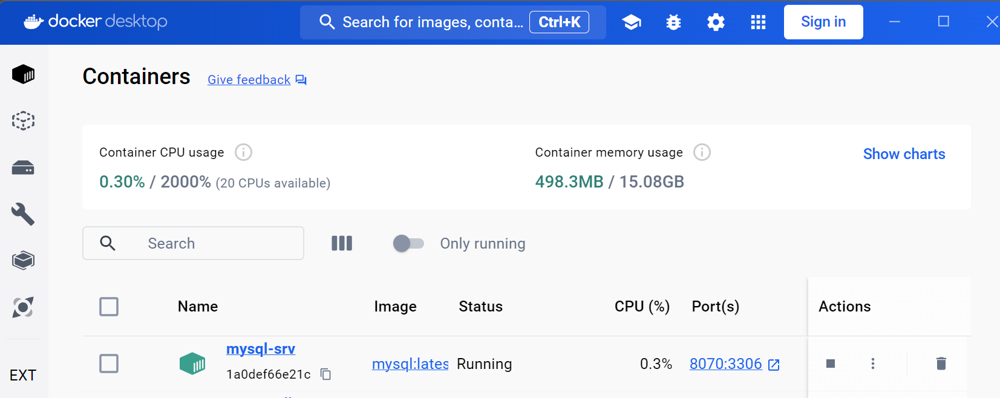 docker desktop
Search for images, conta... Ctrl+K
Sign in
Containers
Give feedback
Container CPU usage
0.30% / 2000% (20 CPUs available)
Container memory usage
498.3MB / 15.08GB
Show charts
Search
Only running
Name Image Status CPU (%) Port(s) Actions
mysql-srv
1a0def66e21c
mysql:lates
Running
0.3%
8070:3306
EXT